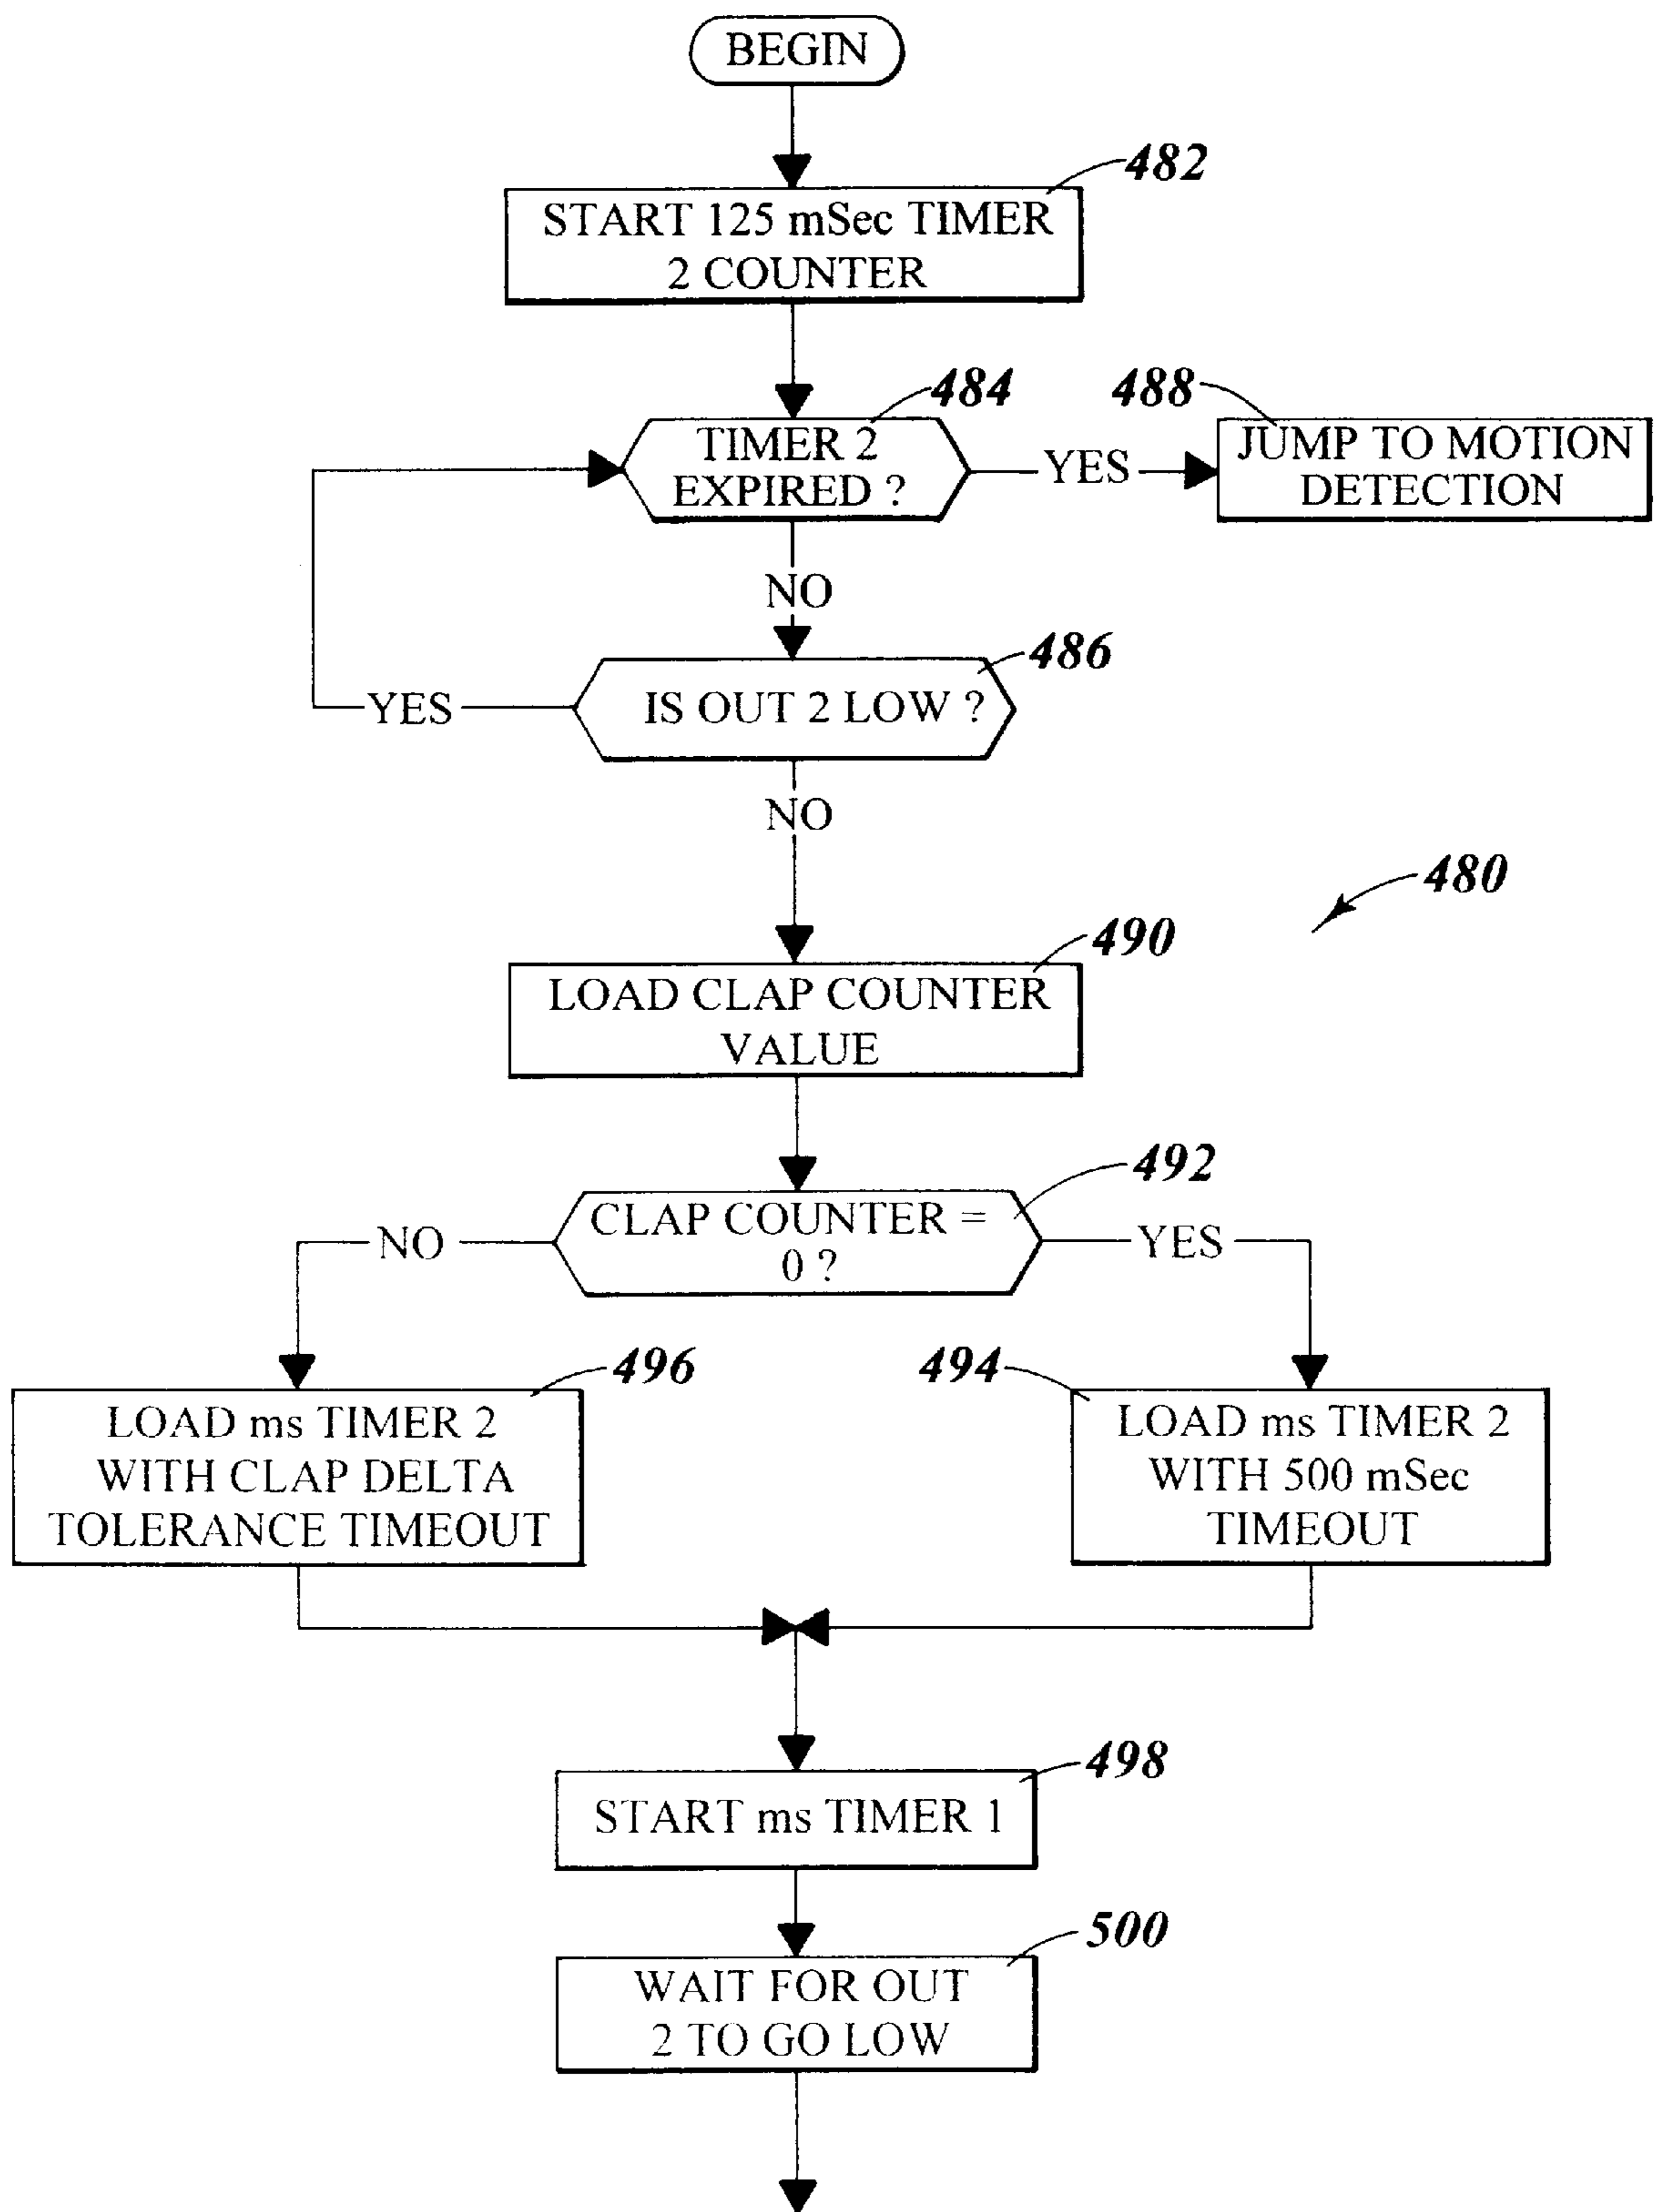 BEGIN
482
START 125 mSec TIMER
2 COUNTER
484
488
TIMER 2
EXPIRED ?
YES
JUMP TO MOTION
DETECTION
NO
486
IS OUT 2 LOW ?
YES
NO
480
490
LOAD CLAP COUNTER
VALUE
492
CLAP COUNTER =
0 ?
NO
YES
496
494
LOAD ms TIMER 2
WITH CLAP DELTA
TOLERANCE TIMEOUT
LOAD ms TIMER 2
WITH 500 mSec
TIMEOUT
498
START ms TIMER 1
500
WAIT FOR OUT
2 TO GO LOW